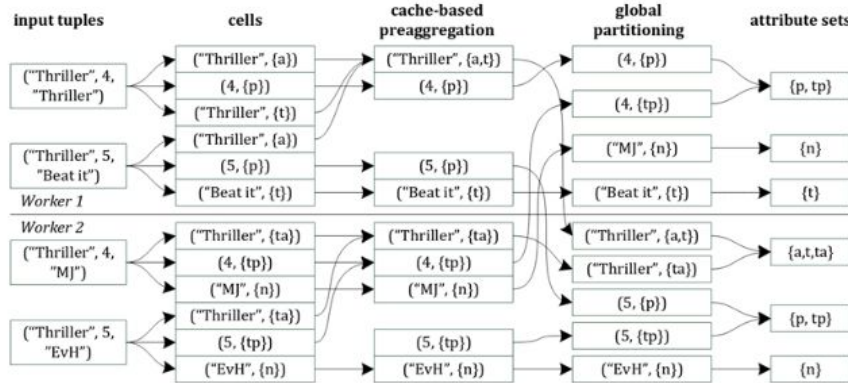 input tuples
cells
cache-based
preaggregation
global
partitioning
attribute sets
("Thriller", 4,
"Thriller")
("Thriller", 5,
"Beat it")
Worker 1
Worker 2
("Thriller", 4,
"MJ")
("Thriller", 5,
"EvH")
("Thriller", {a})
(4, {p})
("Thriller", {t})
("Thriller", {a})
(5, {p})
("Beat it", {t})
("Thriller", {ta})
(4, {tp})
("MJ", {n})
("Thriller", {ta})
(5, {tp})
("EvH", {n})
("Thriller", {a,t})
(4, {p})
(5, {p})
("Beat it", {t})
("Thriller", {ta})
(4, {tp})
("MJ", {n})
(5, {tp})
("EvH", {n})
(4, {p})
(4, {tp})
("MJ", {n})
("Beat it", {t})
("Thriller", {a,t})
("Thriller", {ta})
(5, {p})
(5, {tp})
("EvH", {n})
{p, tp}
{n}
{t}
{a,t,ta}
{p, tp}
{n}